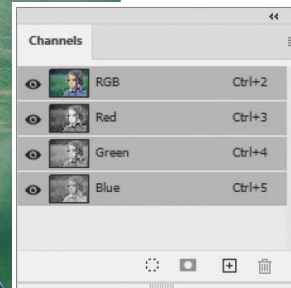 Channels
RGB Ctrl+2
Red Ctrl+3
Green Ctrl+4
Blue Ctrl+5